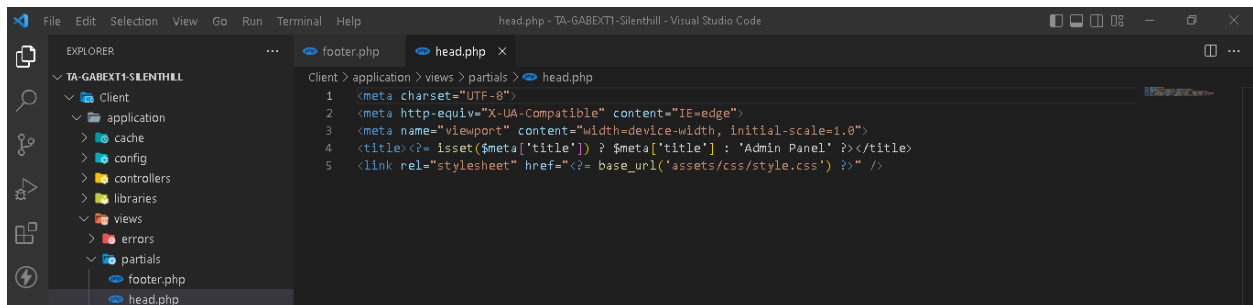 File Edit Selection View Go Run Terminal Help head.php - TA-GABEXT1-Silenthill - Visual Studio Code
EXPLORER
footer.php head.php
TA-GABEXT1-SILENTHILL
Client > application > views > partials > head.php
Client
application
cache
config
controllers
libraries
views
errors
partials
footer.php
head.php
1 <meta charset="UTF-8">
2 <meta http-equiv="X-UA-Compatible" content="IE=edge">
3 <meta name="viewport" content="width=device-width, initial-scale=1.0">
4 <title><?= isset($meta['title']) ? $meta['title'] : 'Admin Panel' ?></title>
5 <link rel="stylesheet" href="<?= base_url('assets/css/style.css') ?>" />